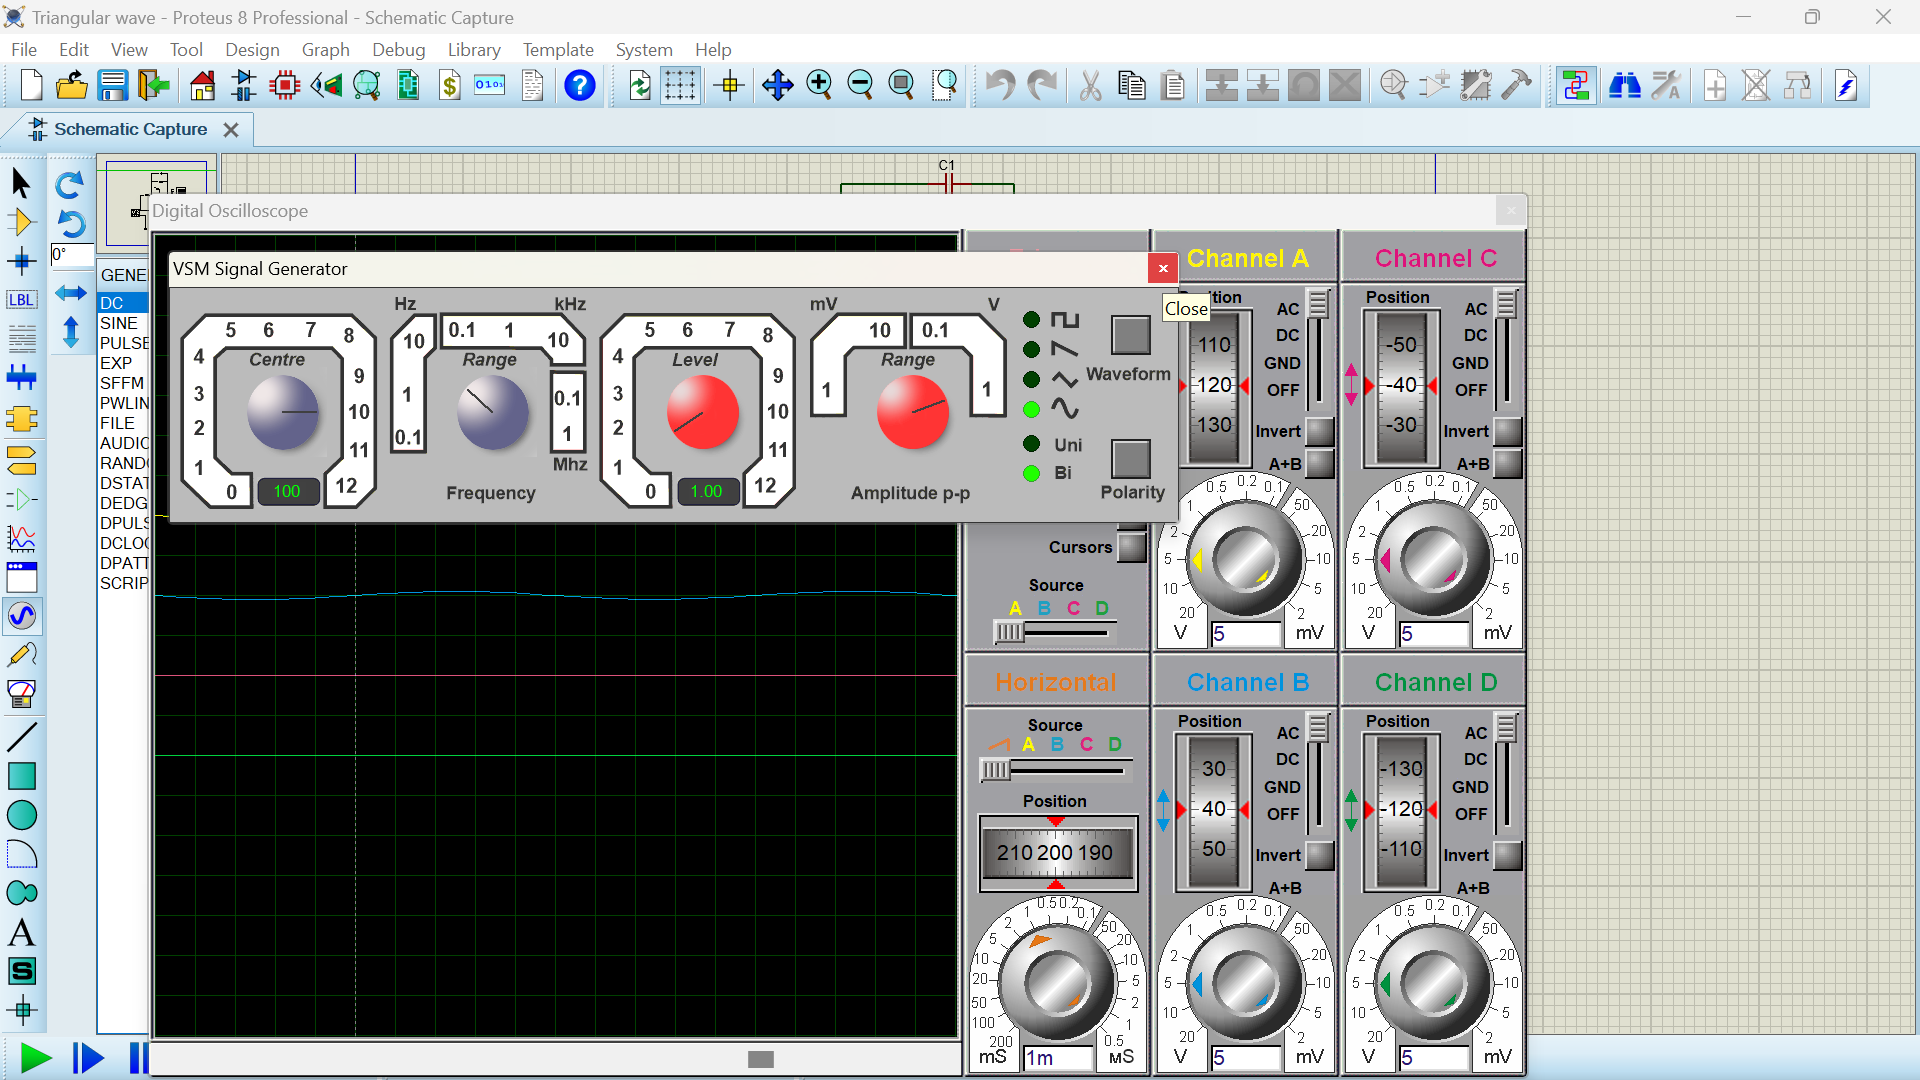 Triangular wave - Proteus 8 Professional - Schematic Capture
File Edit View Tool Design Graph Debug Library Template System Help
Schematic Capture
C1
Digital Oscilloscope
0°
LBL
GENE
DC
SINE
PULSE
EXP
SFFM
PWLIN
FILE
AUDIO
RAND
DSTAT
DEDG
DPULS
DCLO
DPATT
SCRIP
VSM Signal Generator
Close
Hz kHz
mV V
5 6 7 8
4 3 2 1 0
9 10 11 12
Centre
100
10 1 0.1
0.1 1 10
0.1 1
Range
Mhz
Frequency
5 6 7 8
4 3 2 1 0
9 10 11 12
Level
1.00
1 10
0.1 1
Range
Amplitude p-p
Waveform
Uni
Bi
Polarity
Cursors
Source
A B C D
Channel A
Position
110
120
130
AC
DC
GND
OFF
Invert
A+B
20 10 5 2 1 0.5 0.2 0.1 50 20 10 5 2
V 5 mV
Channel C
Position
-50
-40
-30
AC
DC
GND
OFF
Invert
A+B
20 10 5 2 1 0.5 0.2 0.1 50 20 10 5 2
V 5 mV
Horizontal
Source
A B C D
Position
210 200 190
200 100 50 20 10 5 2 1 0.5 0.2 0.1 50 20 10 5 2 1 0.5
mS 1m µS
Channel B
Position
30
40
50
AC
DC
GND
OFF
Invert
A+B
20 10 5 2 1 0.5 0.2 0.1 50 20 10 5 2
V 5 mV
Channel D
Position
-130
-120
-110
AC
DC
GND
OFF
Invert
A+B
20 10 5 2 1 0.5 0.2 0.1 50 20 10 5 2
V 5 mV
A
S